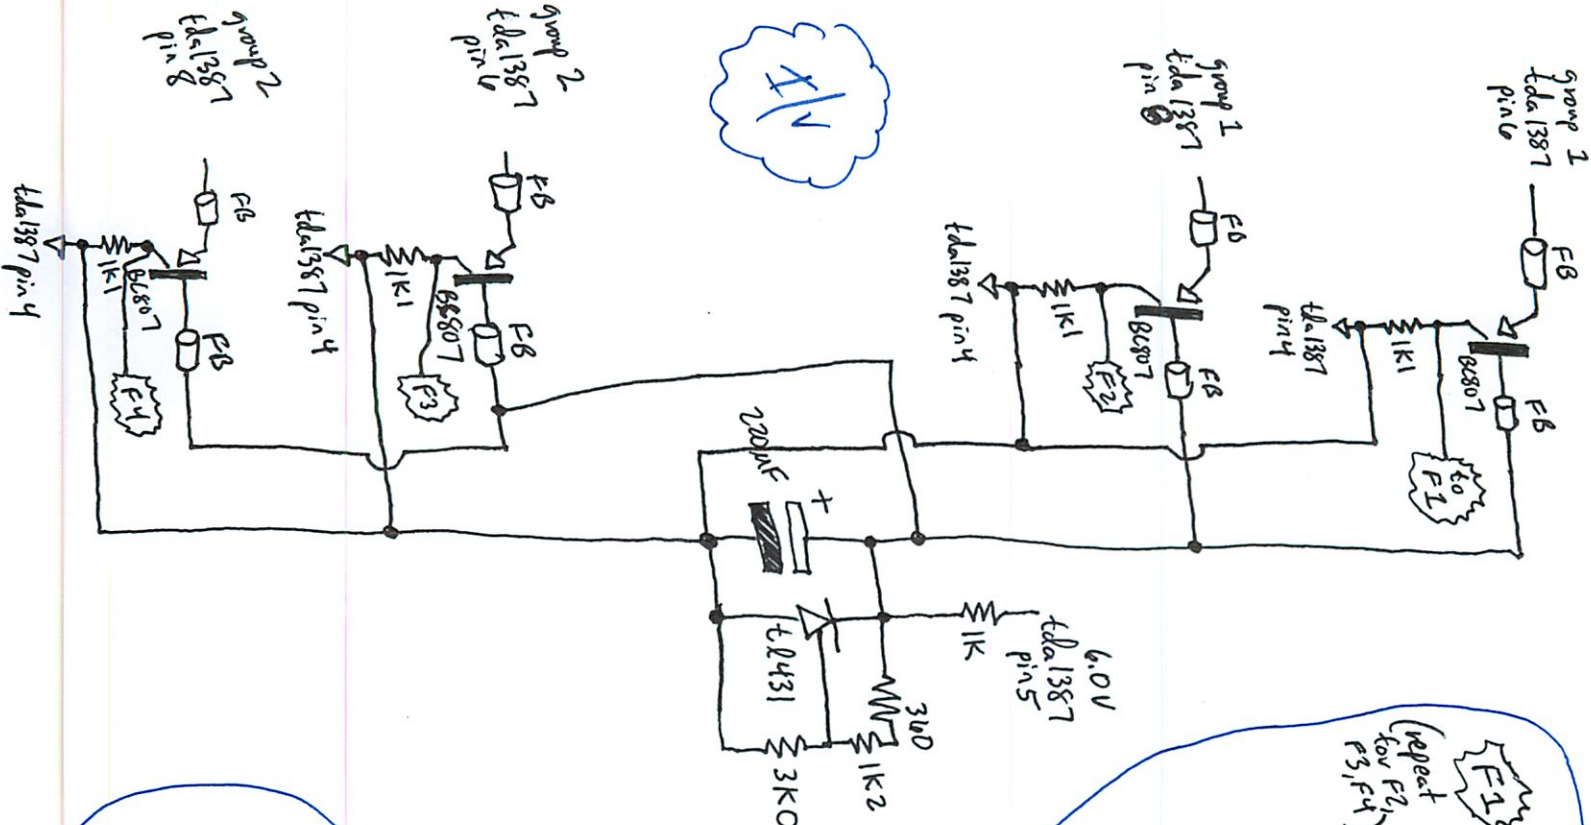 group 2
tda1387
pin 8
group 2
tda1387
pin 6
I/V
group 1
tda1387
group 1
tda1387
pin 6
FB
FB
FB
FB
tda1387 pin 4
1K1
BC807
FB
F4
tda1387 pin 4
1K1
BC807
FB
F3
tda1387 pin 4
1K1
BC807
FB
F2
tda1387
pin 4
1K1
BC807
FB
to
F1
220µF
+
tl431
1K
6.0V
tda1387
pin 5
360
1K2
3K0
F1
(repeat
for F2,
F3, F4)